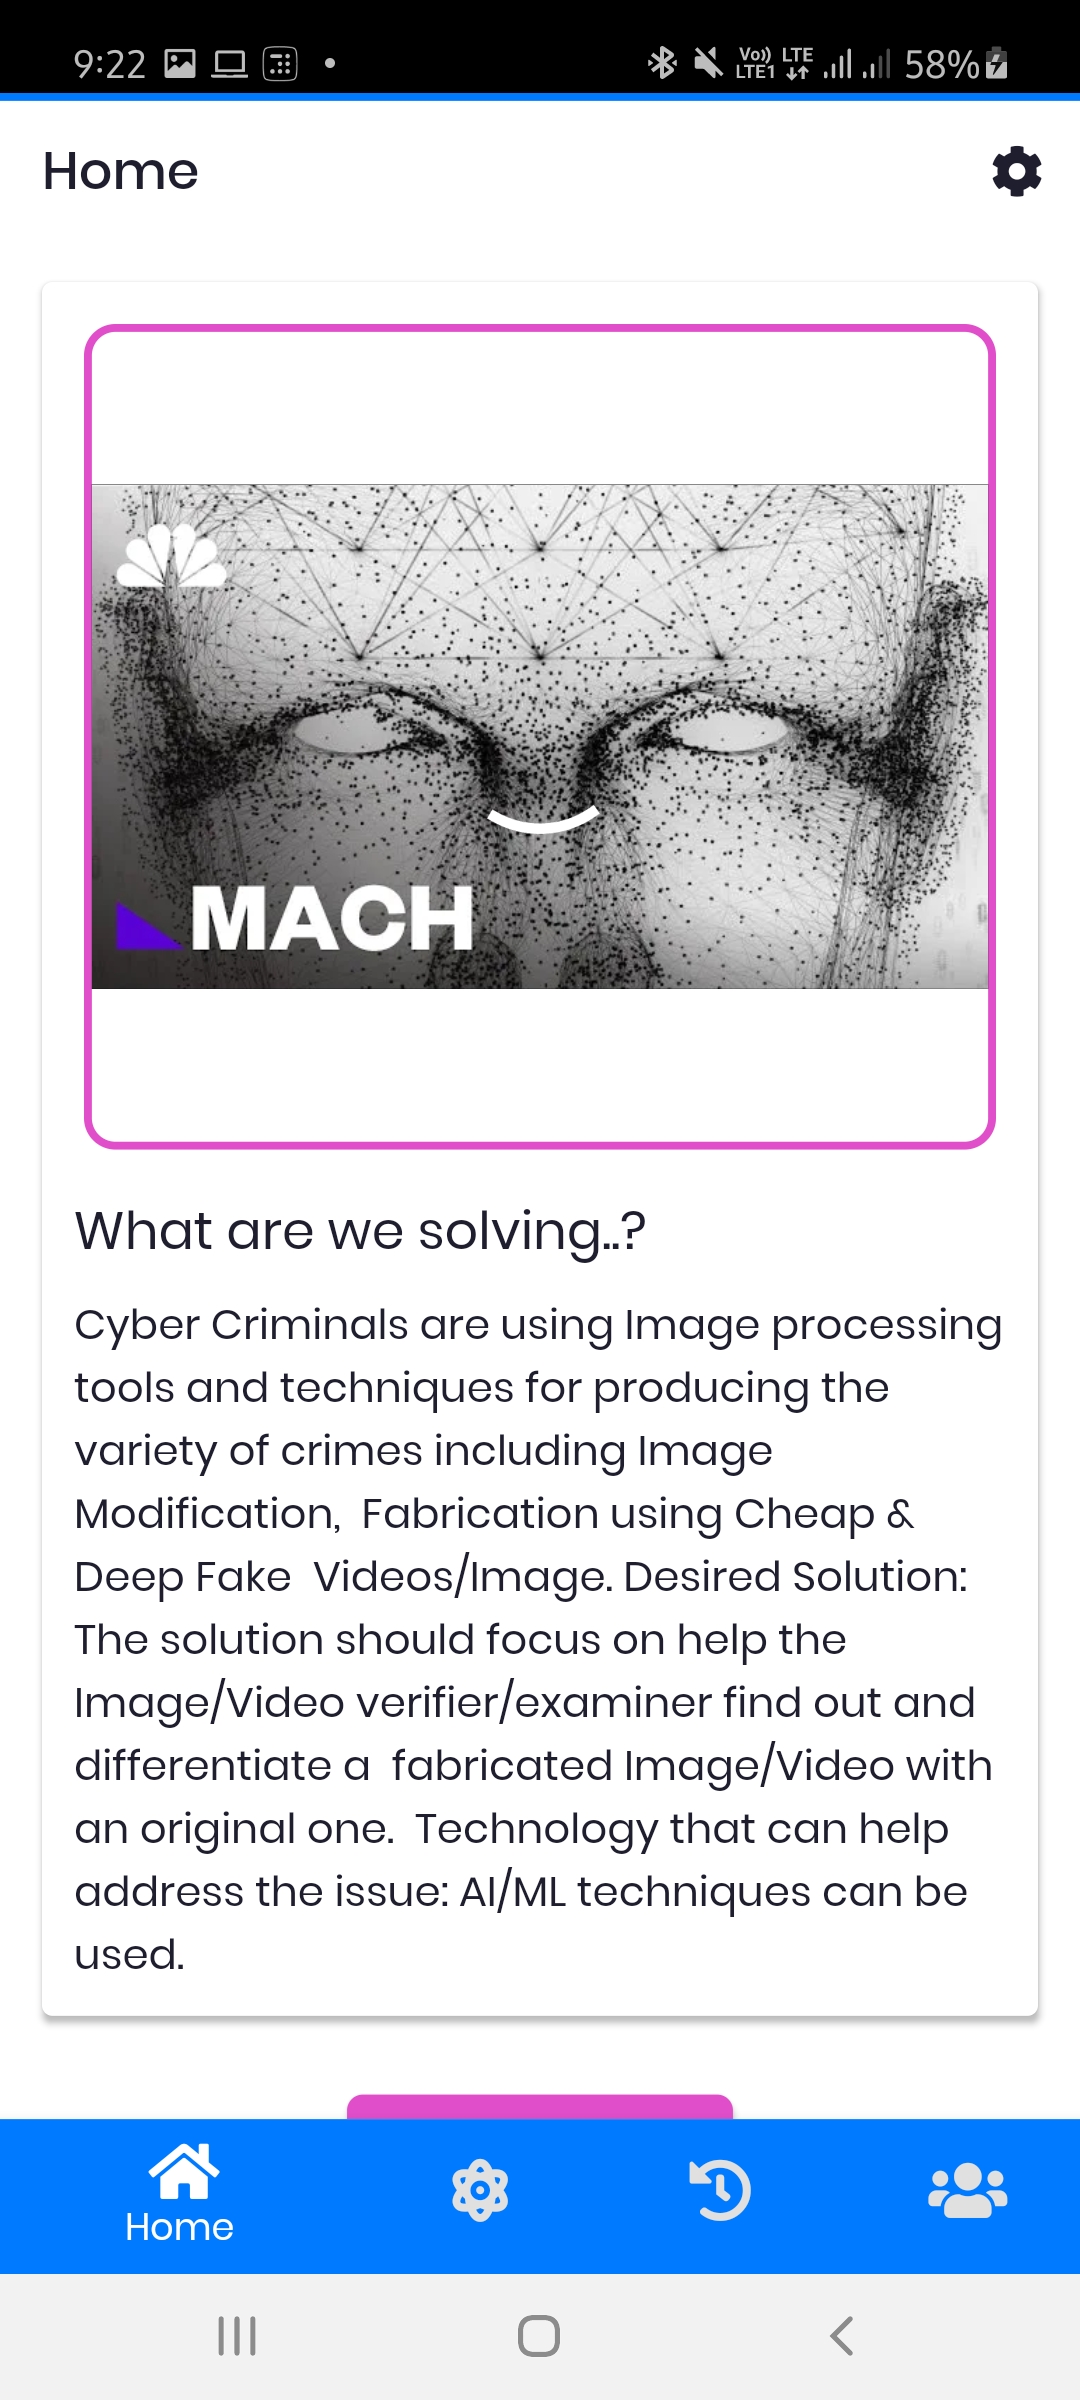 9:22
Vo)) LTE
LTE1
58%
Home
MACH
What are we solving..?
Cyber Criminals are using Image processing
tools and techniques for producing the
variety of crimes including Image
Modification,  Fabrication using Cheap &
Deep Fake  Videos/Image. Desired Solution:
The solution should focus on help the
Image/Video verifier/examiner find out and
differentiate a  fabricated Image/Video with
an original one.  Technology that can help
address the issue: AI/ML techniques can be
used.
Home